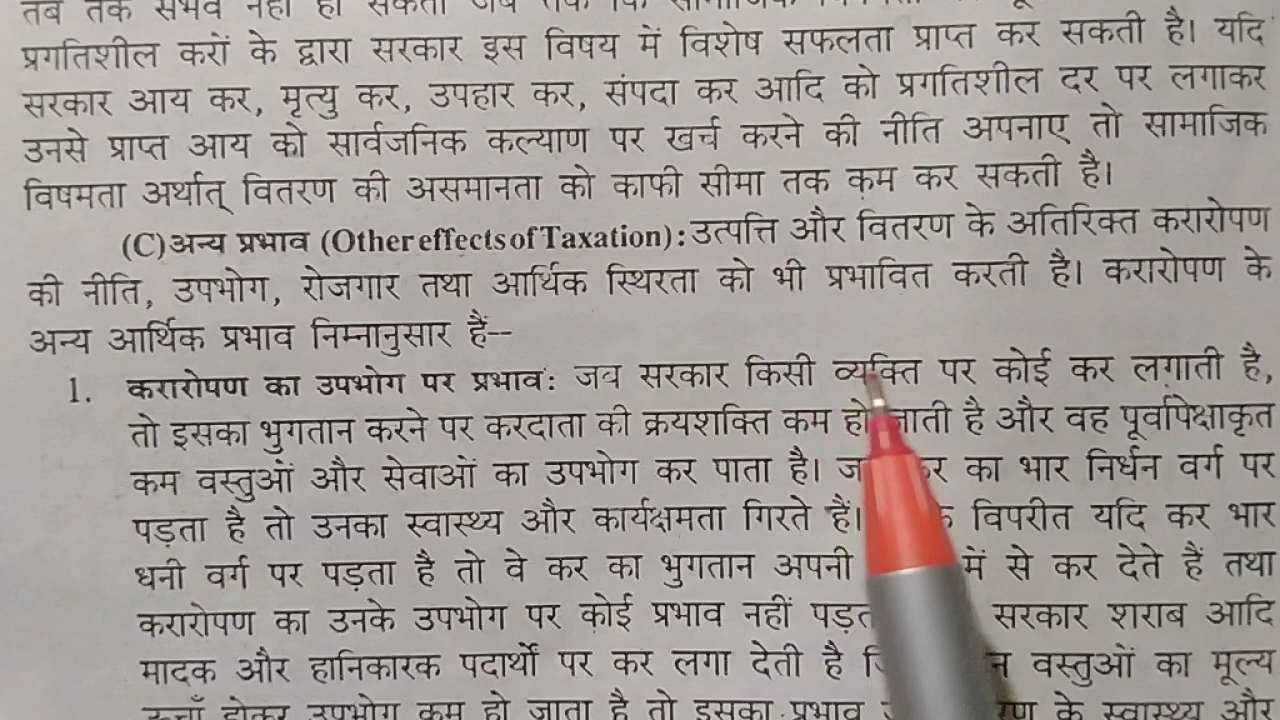 तब तक संभव नहीं हो सकता जब तक कि
प्रगतिशील करों के द्वारा सरकार इस विषय में विशेष सफलता प्राप्त कर सकती है। यदि
सरकार आय कर, मृत्यु कर, उपहार कर, संपदा कर आदि को प्रगतिशील दर पर लगाकर
उनसे प्राप्त आय को सार्वजनिक कल्याण पर खर्च करने की नीति अपनाए तो सामाजिक
विषमता अर्थात् वितरण की असमानता को काफी सीमा तक कम कर सकती है।
(C) अन्य प्रभाव (Other effects of Taxation) : उत्पत्ति और वितरण के अतिरिक्त करारोपण
की नीति, उपभोग, रोजगार तथा आर्थिक स्थिरता को भी प्रभावित करती है। करारोपण के
अन्य आर्थिक प्रभाव निम्नानुसार हैं--
1. करारोपण का उपभोग पर प्रभाव: जब सरकार किसी व्यक्ति पर कोई कर लगाती है,
तो इसका भुगतान करने पर करदाता की क्रयशक्ति कम हो जाती है और वह पूर्वापेक्षाकृत
कम वस्तुओं और सेवाओं का उपभोग कर पाता है। का भार निर्धन वर्ग पर
पड़ता है तो उनका स्वास्थ्य और कार्यक्षमता गिरते हैं। विपरीत यदि कर भार
धनी वर्ग पर पड़ता है तो वे कर का भुगतान अपनी में से कर देते हैं तथा
करारोपण का उनके उपभोग पर कोई प्रभाव नहीं सरकार शराब आदि
मादक और हानिकारक पदार्थों पर कर लगा देती है वस्तुओं का मूल्य
ऊँचा होकर उपभोग कम हो जाता है तो इसका प्रभाव के स्वास्थ्य और